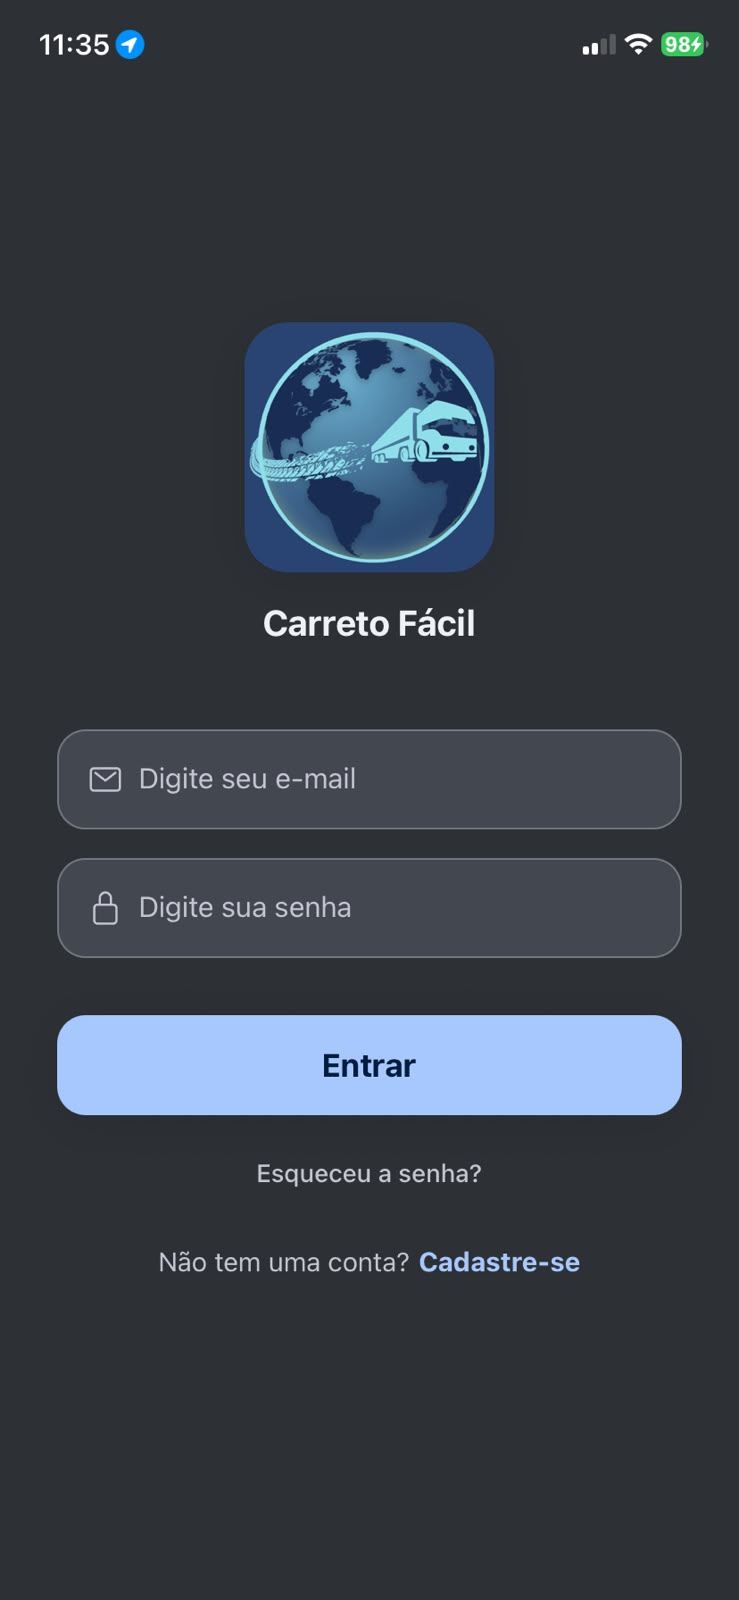 11:35
98
Carreto Fácil
Digite seu e-mail
Digite sua senha
Entrar
Esqueceu a senha?
Não tem uma conta? Cadastre-se